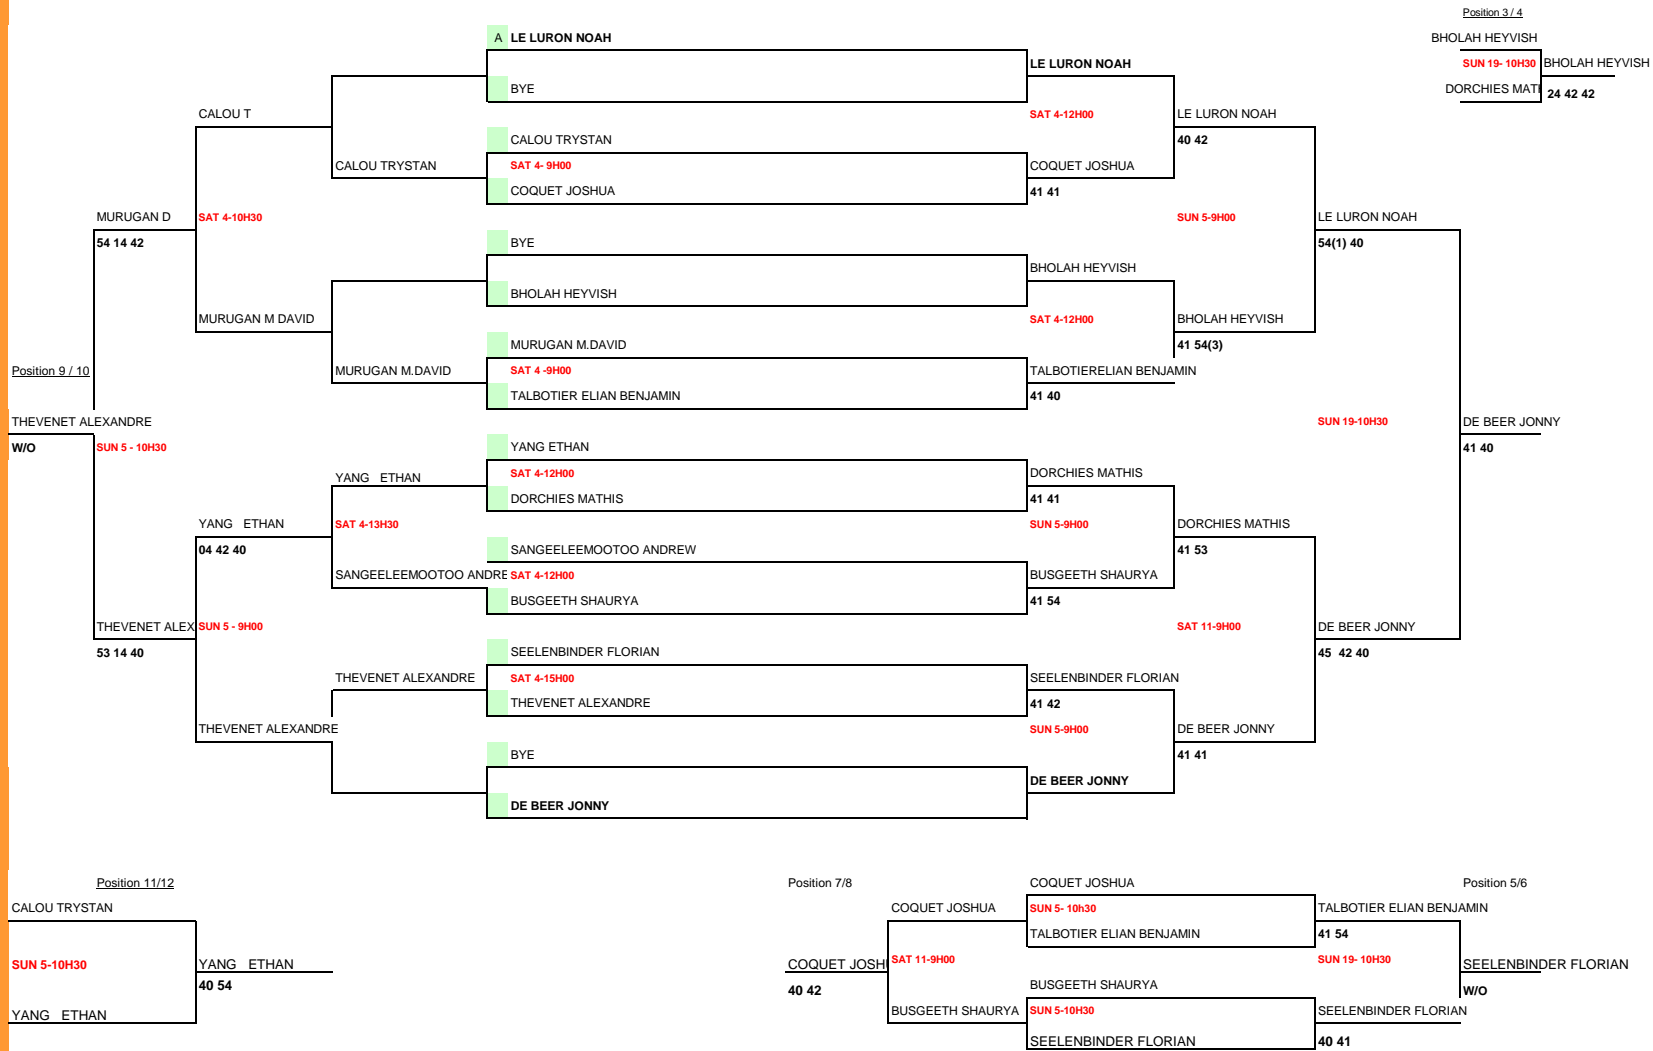 Position 3 / 4
A LE LURON NOAH
BHOLAH HEYVISH
LE LURON NOAH
SUN 19- 10H30
BHOLAH HEYVISH
BYE
DORCHIES MATI
24 42 42
CALOU T
SAT 4-12H00
LE LURON NOAH
CALOU TRYSTAN
40 42
CALOU TRYSTAN
SAT 4- 9H00
COQUET JOSHUA
COQUET JOSHUA
41 41
MURUGAN D
SAT 4-10H30
SUN 5-9H00
LE LURON NOAH
54 14 42
BYE
54(1) 40
BHOLAH HEYVISH
BHOLAH HEYVISH
MURUGAN M DAVID
SAT 4-12H00
BHOLAH HEYVISH
MURUGAN M.DAVID
41 54(3)
Position 9 / 10
MURUGAN M.DAVID
SAT 4 -9H00
TALBOTIERELIAN BENJAMIN
TALBOTIER ELIAN BENJAMIN
41 40
THEVENET ALEXANDRE
SUN 19-10H30
DE BEER JONNY
W/O
SUN 5 - 10H30
YANG ETHAN
41 40
YANG ETHAN
SAT 4-12H00
DORCHIES MATHIS
DORCHIES MATHIS
41 41
YANG ETHAN
SAT 4-13H30
SUN 5-9H00
DORCHIES MATHIS
04 42 40
SANGEELEEMOOTOO ANDREW
41 53
SANGEELEEMOOTOO ANDRE
SAT 4-12H00
BUSGEETH SHAURYA
BUSGEETH SHAURYA
41 54
THEVENET ALEX
SUN 5 - 9H00
SAT 11-9H00
DE BEER JONNY
53 14 40
SEELENBINDER FLORIAN
45 42 40
THEVENET ALEXANDRE
SAT 4-15H00
SEELENBINDER FLORIAN
THEVENET ALEXANDRE
41 42
THEVENET ALEXANDRE
SUN 5-9H00
DE BEER JONNY
BYE
41 41
DE BEER JONNY
DE BEER JONNY
Position 11/12
Position 7/8
COQUET JOSHUA
Position 5/6
CALOU TRYSTAN
COQUET JOSHUA
SUN 5- 10h30
TALBOTIER ELIAN BENJAMIN
TALBOTIER ELIAN BENJAMIN
41 54
SUN 5-10H30
YANG ETHAN
COQUET JOSH
SAT 11-9H00
SUN 19- 10H30
SEELENBINDER FLORIAN
40 54
40 42
BUSGEETH SHAURYA
W/O
YANG ETHAN
BUSGEETH SHAURYA
SUN 5-10H30
SEELENBINDER FLORIAN
SEELENBINDER FLORIAN
40 41